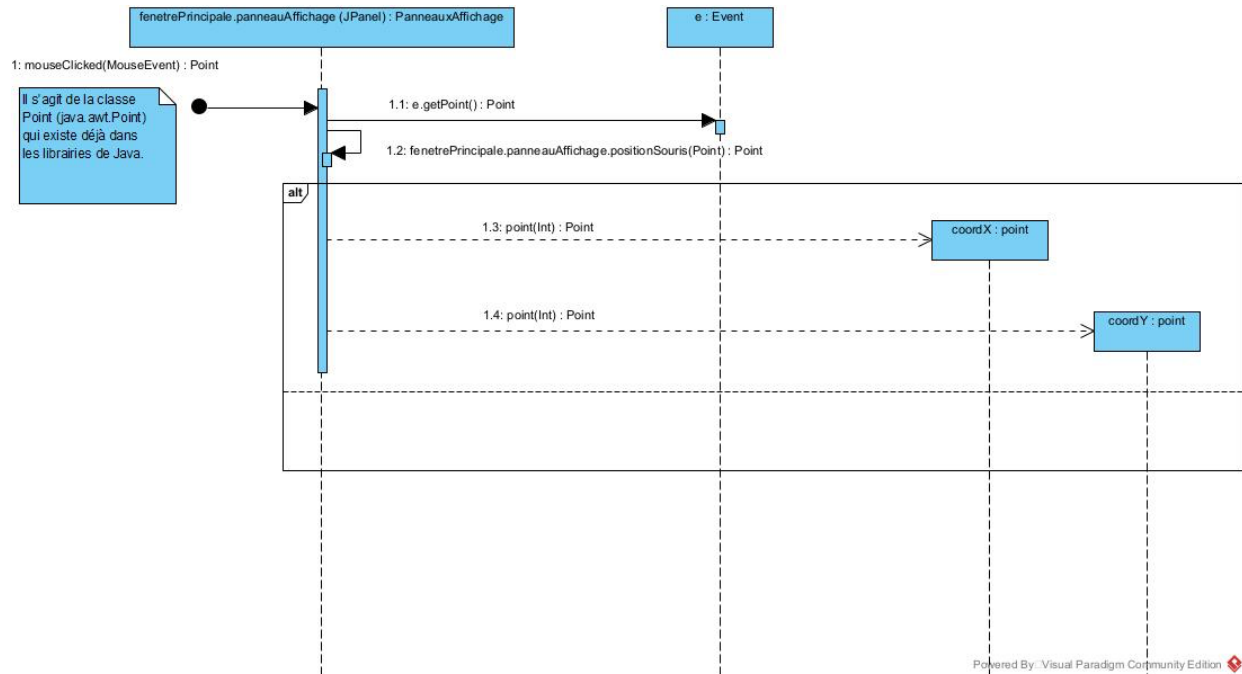 fenetrePrincipale.panneauAffichage (JPanel) : PanneauxAffichage
e : Event
1: mouseClicked(MouseEvent) : Point
Il s'agit de la classe
Point (java.awt.Point)
qui existe déjà dans
les librairies de Java.
1.1: e.getPoint() : Point
1.2: fenetrePrincipale.panneauAffichage.positionSouris(Point) : Point
alt
1.3: point(Int) : Point
coordX : point
1.4: point(Int) : Point
coordY : point
Powered By Visual Paradigm Community Edition